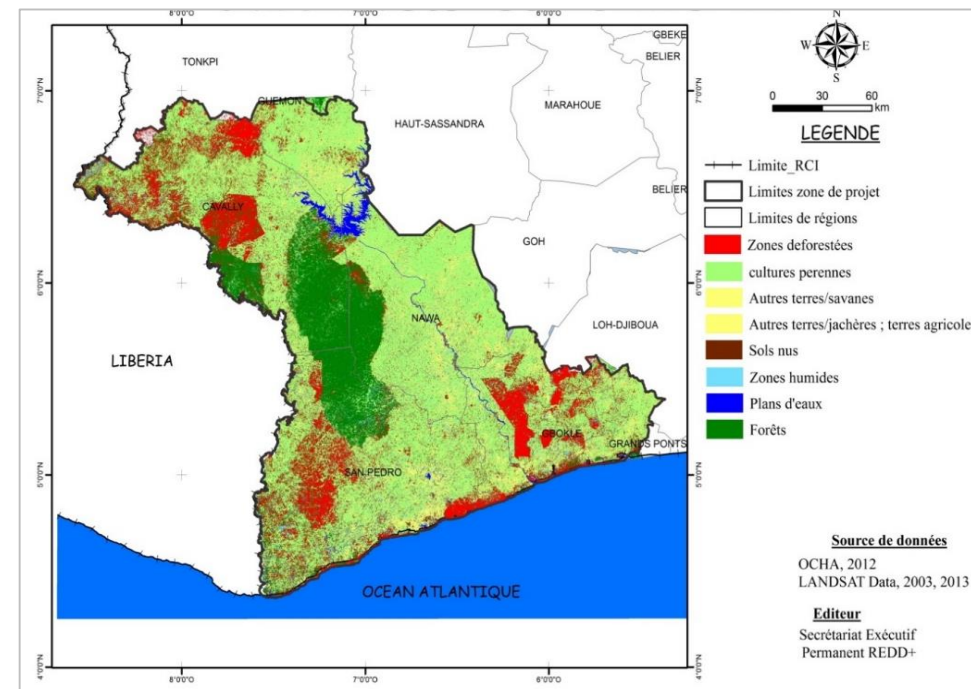 8°0'0"O
7°0'0"O
6°0'0"O
7°0'0"N
6°0'0"N
5°0'0"N
4°0'0"N
7°0'0"N
6°0'0"N
5°0'0"N
4°0'0"N
8°0'0"O
7°0'0"O
6°0'0"O
GBEKE
BELIER
TONKPI
GUEMON
MARAHOUE
HAUT-SASSANDRA
BELIER
CAVALLY
GOH
NAWA
LOH-DJIBOUA
LIBERIA
GBOKLE
GRANDS PONTS
SAN PEDRO
OCEAN ATLANTIQUE
N
W
E
S
0 30 60
km
LEGENDE
Limite_RCI
Limites zone de projet
Limites de régions
Zones deforestées
cultures perennes
Autres terres/savanes
Autres terres/jachères ; terres agricole
Sols nus
Zones humides
Plans d'eaux
Forêts
Source de données
OCHA, 2012
LANDSAT Data, 2003, 2013
Editeur
Secrétariat Exécutif
Permanent REDD+